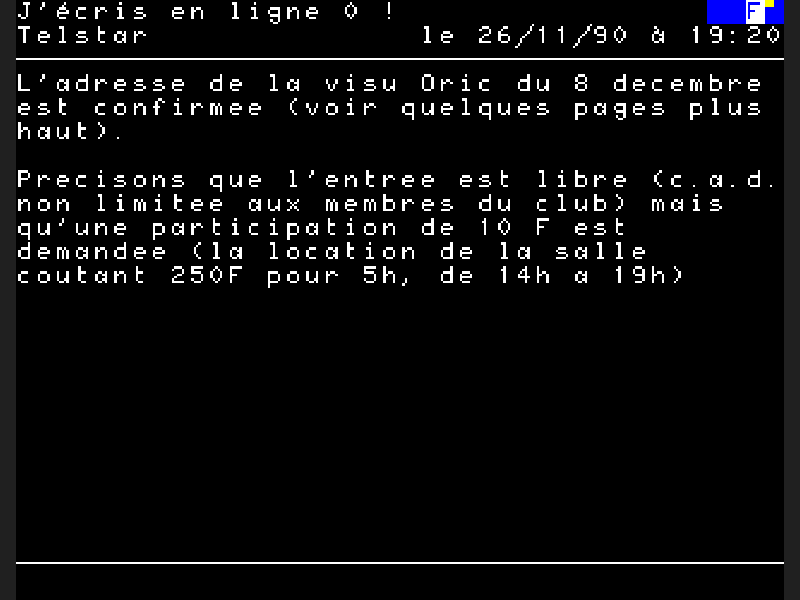 J'écris en ligne 0 ! F
Telstar le 26/11/90 à 19:20
L'adresse de la visu Oric du 8 decembre
est confirmee (voir quelques pages plus
haut).
Precisons que l'entree est libre (c.a.d.
non limitee aux membres du club) mais
qu'une participation de 10 F est
demandee (la location de la salle
coutant 250F pour 5h, de 14h a 19h)